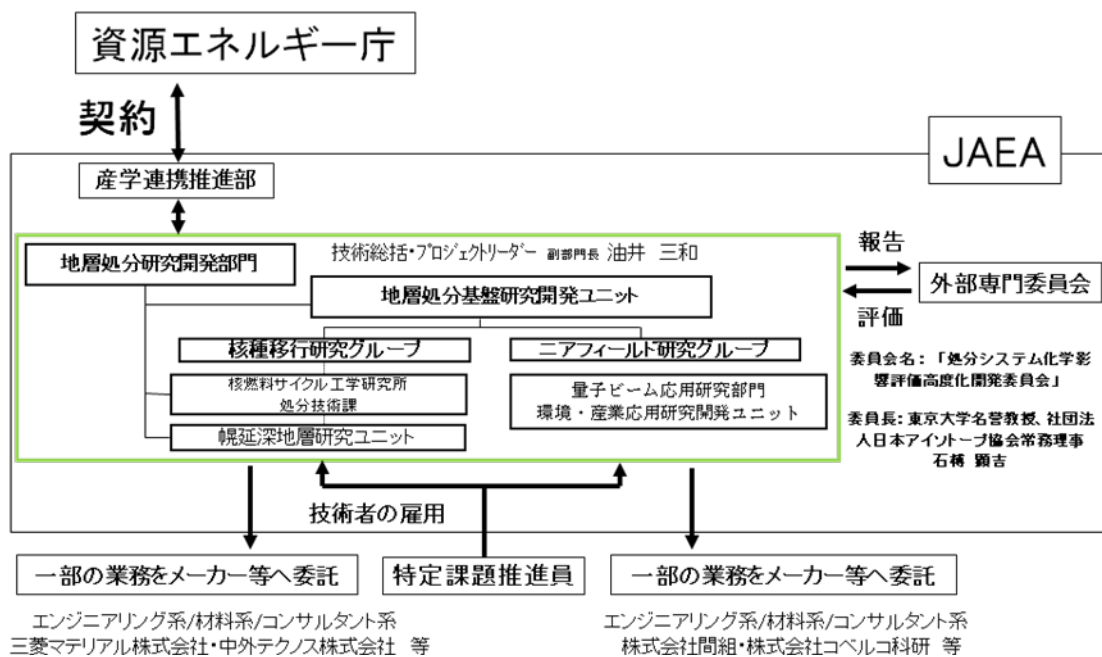 資源エネルギー庁
契約
JAEA
産学連携推進部
地層処分研究開発部門
技術総括・プロジェクトリーダー 副部門長 油井 三和
地層処分基盤研究開発ユニット
核種移行研究グループ
ニアフィールド研究グループ
核燃料サイクル工学研究所
処分技術課
量子ビーム応用研究部門
環境・産業応用研究開発ユニット
幌延深地層研究ユニット
報告
外部専門委員会
評価
委員会名：「処分システム化学影
響評価高度化開発委員会」
委員長：東京大学名誉教授、社団法
人日本アイソトープ協会常務理事
石榑 顕吉
技術者の雇用
一部の業務をメーカー等へ委託
特定課題推進員
一部の業務をメーカー等へ委託
エンジニアリング系/材料系/コンサルタント系
三菱マテリアル株式会社・中外テクノス株式会社 等
エンジニアリング系/材料系/コンサルタント系
株式会社間組・株式会社コベルコ科研 等